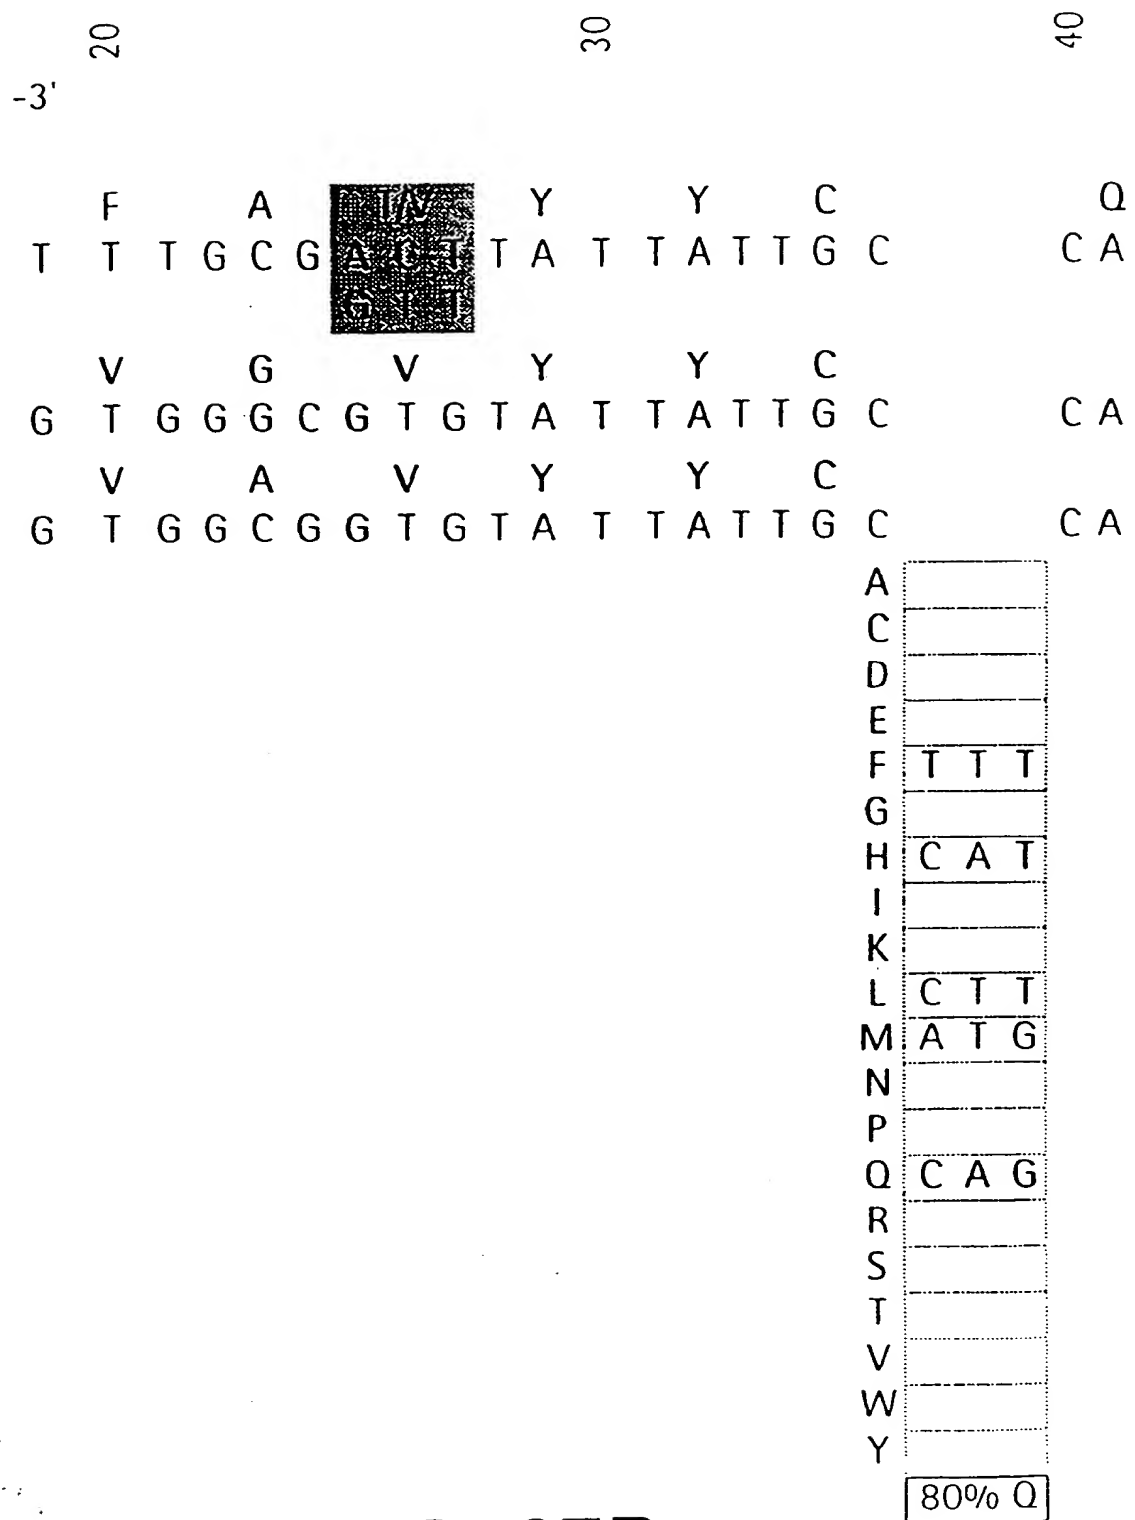 20 30 40
-3'
F A T/V Y Y C Q
T T T G C G A C T T A T T A T T G C C A
G T T
V G V Y Y C
G T G G G C G T G T A T T A T T G C C A
V A V Y Y C
G T G G C G G T G T A T T A T T G C C A
A
C
D
E
F T T T
G
H C A T
I
K
L C T T
M A T G
N
P
Q C A G
R
S
T
V
W
Y
80% Q